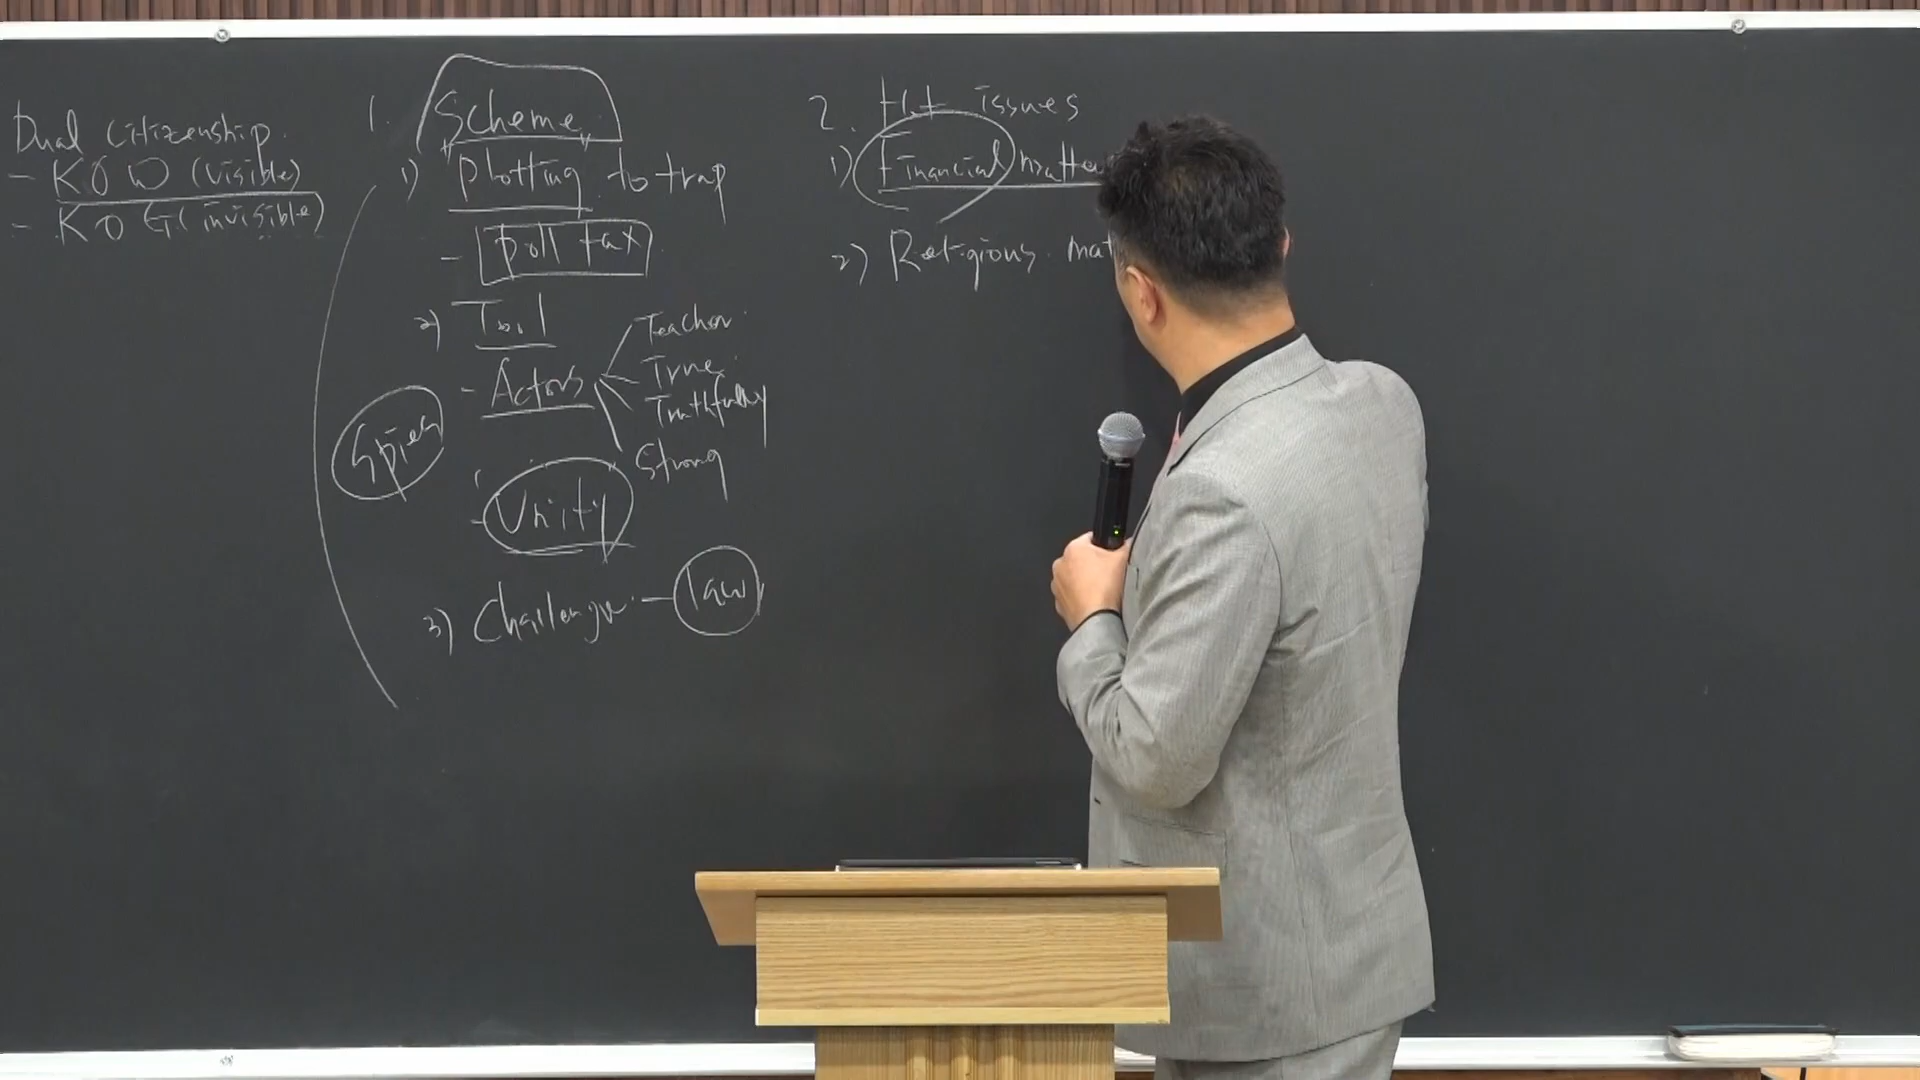 Dual Citizenship.
- KOW (visible)
- KOG (invisible)
1. "Scheme"
1) Plotting to trap
- Poll tax
2) Tool
- Actors
Teacher
True
Truthfully
Strong
Spies
- Unity
3) Challenge - law
2. Hot issues
1) Financial matte
2) Religious mat